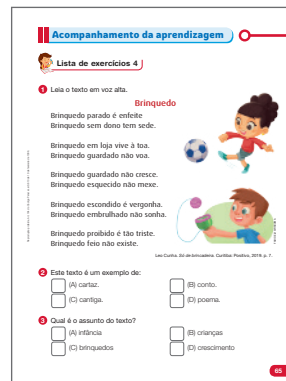 Acompanhamento da aprendizagem
Lista de exercícios 4
1 Leia o texto em voz alta.
Brinquedo
Brinquedo parado é enfeite
Brinquedo sem dono tem sede.
Brinquedo em loja vive à toa.
Brinquedo guardado não voa.
Brinquedo guardado não cresce.
Brinquedo esquecido não mexe.
Brinquedo escondido é vergonha.
Brinquedo embrulhado não sonha.
Brinquedo proibido é tão triste.
Brinquedo feio não existe.
Leo Cunha. Só de brincadeira. Curitiba: Positivo, 2019. p. 7.
2 Este texto é um exemplo de:
(A) cartaz.
(B) conto.
(C) cantiga.
(D) poema.
3 Qual é o assunto do texto?
(A) infância
(B) crianças
(C) brinquedos
(D) crescimento
65